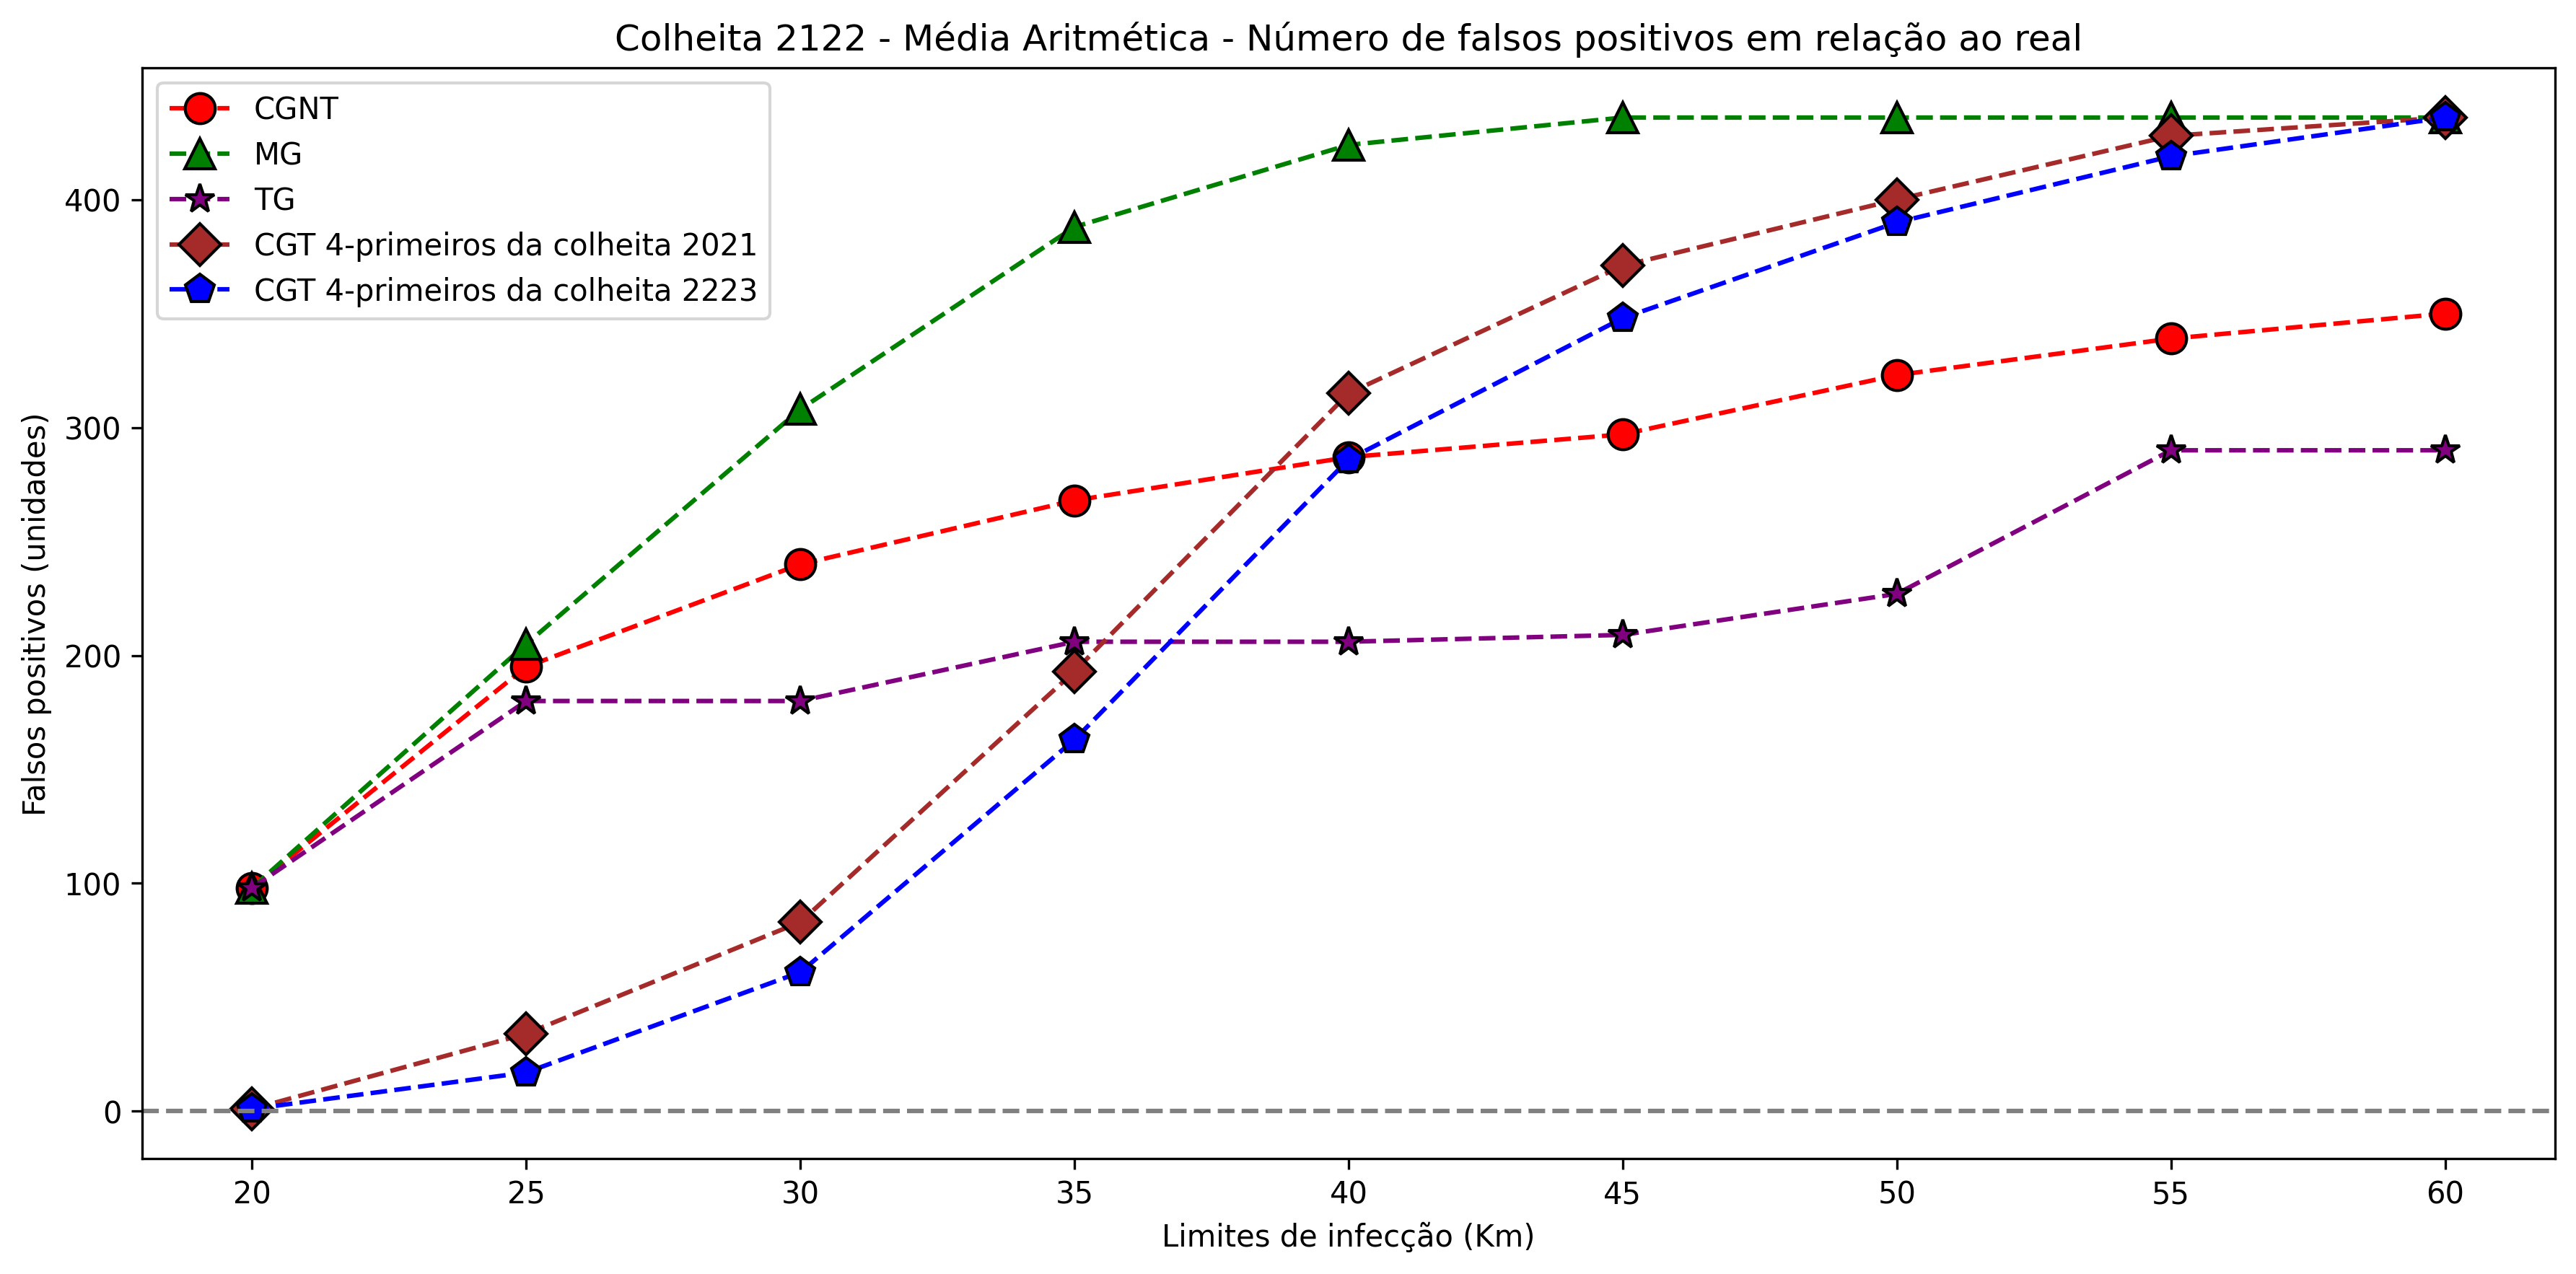 Colheita 2122 - Média Aritmética - Número de falsos positivos em relação ao real
CGNT
MG
TG
CGT 4-primeiros da colheita 2021
CGT 4-primeiros da colheita 2223
Falsos positivos (unidades)
400
300
200
100
0
20 25 30 35 40 45 50 55 60
Limites de infecção (Km)